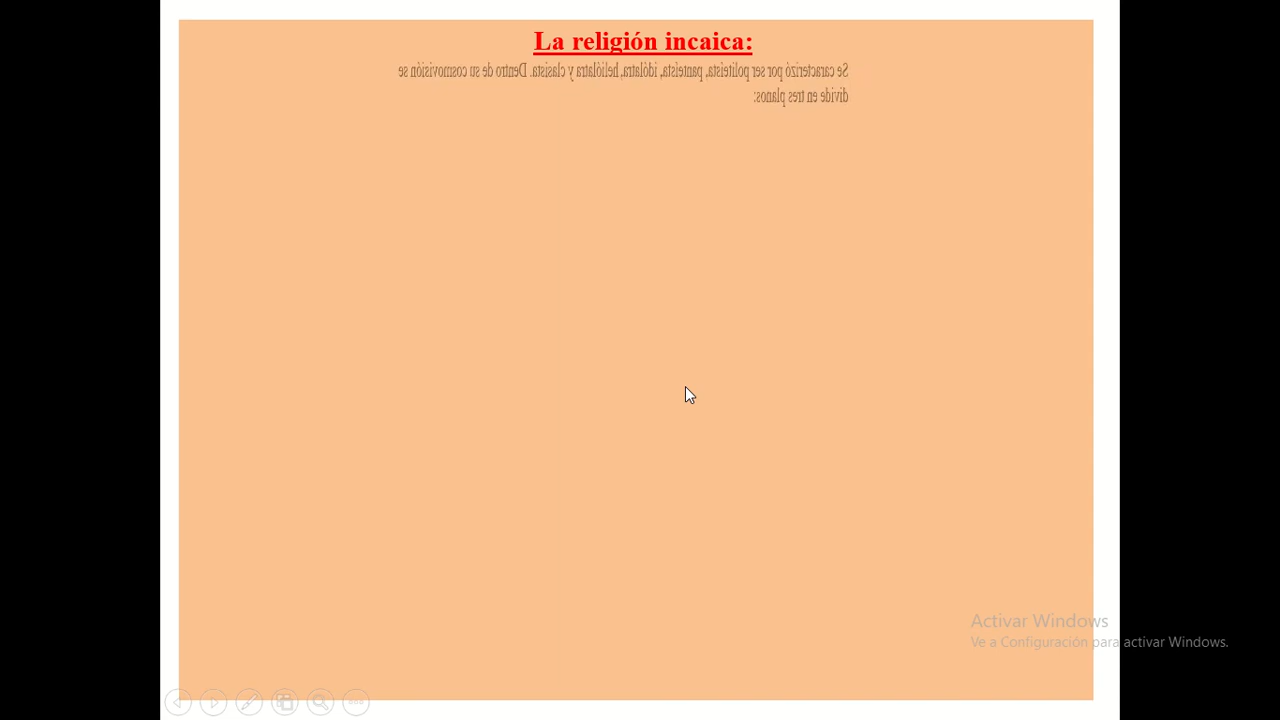 La religión incaica:
Se caracterizó por ser politeísta, panteísta, idólatra, heliólatra y clasista. Dentro de su cosmovisión se
divide en tres planos:
Activar Windows
Ve a Configuración para activar Windows.